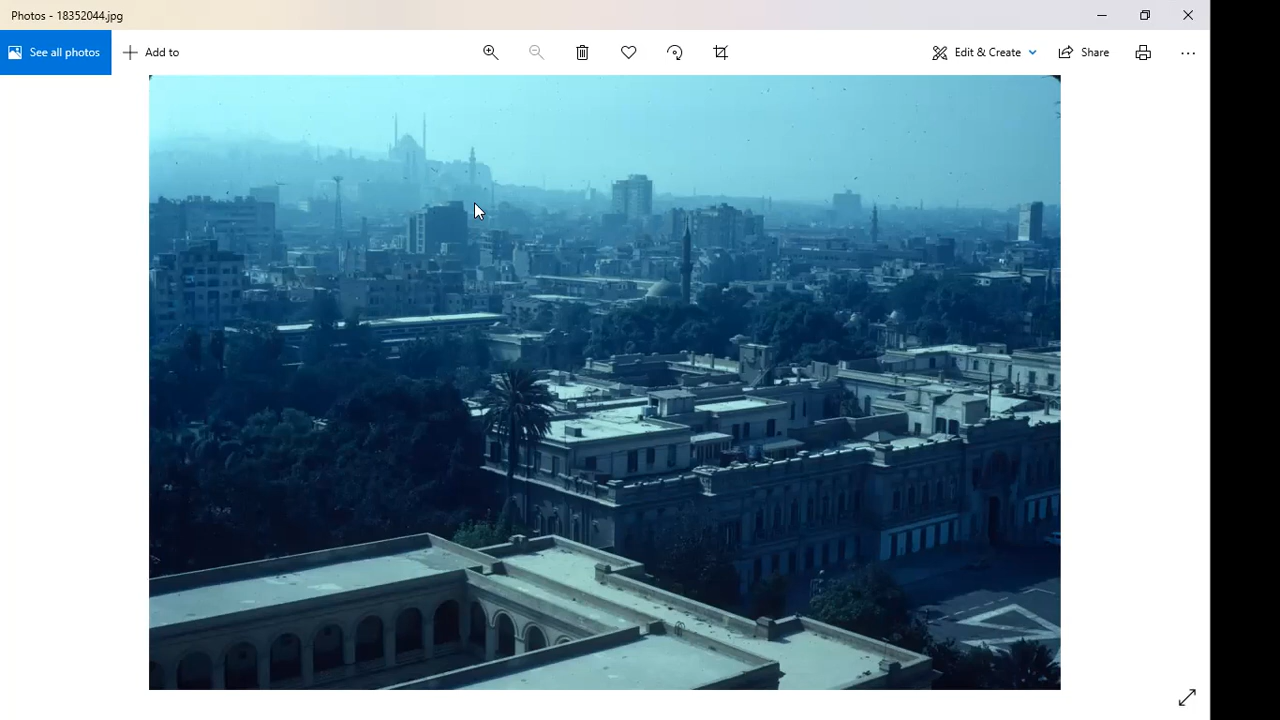 Photos - 18352044.jpg
See all photos
Add to
Edit & Create
Share